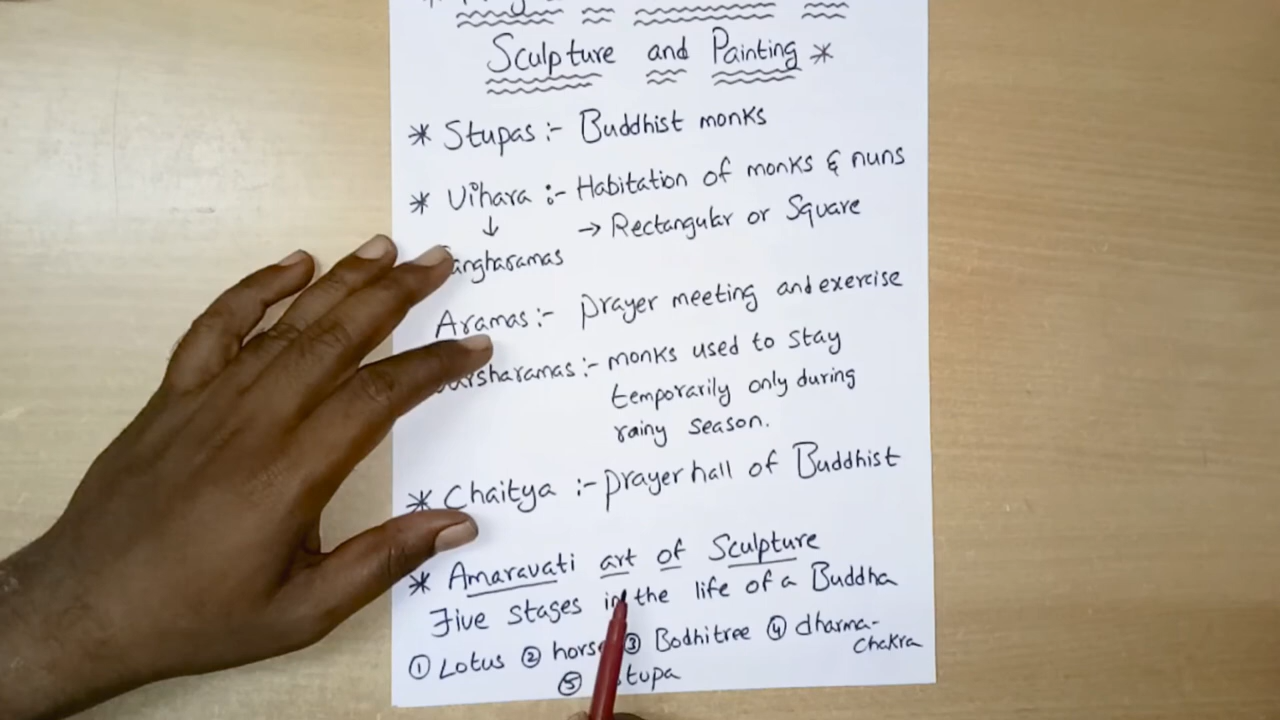 Sculpture and Painting *
* Stupas :- Buddhist monks
* Vihara :- Habitation of monks & nuns
↓ → Rectangular or Square
angharamas
Aramas :- prayer meeting and exercise
arsharamas :- monks used to stay
temporarily only during
rainy season.
* Chaitya :- prayer hall of Buddhist
* Amaravati art of Sculpture
Five stages in the life of a Buddha
① Lotus ② horse ③ Bodhitree ④ dharma-
chakra
⑤ stupa